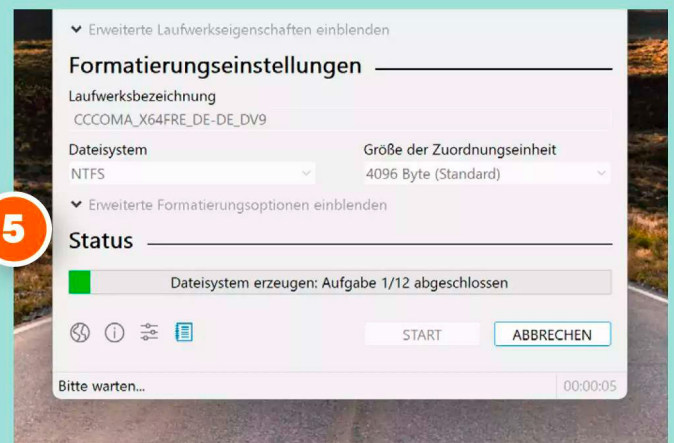 Erweiterte Laufwerkseigenschaften einblenden
Formatierungseinstellungen
Laufwerksbezeichnung
CCCOMA_X64FRE_DE-DE_DV9
Dateisystem Größe der Zuordnungseinheit
NTFS 4096 Byte (Standard)
Erweiterte Formatierungsoptionen einblenden
5
Status
Dateisystem erzeugen: Aufgabe 1/12 abgeschlossen
START ABBRECHEN
Bitte warten... 00:00:05